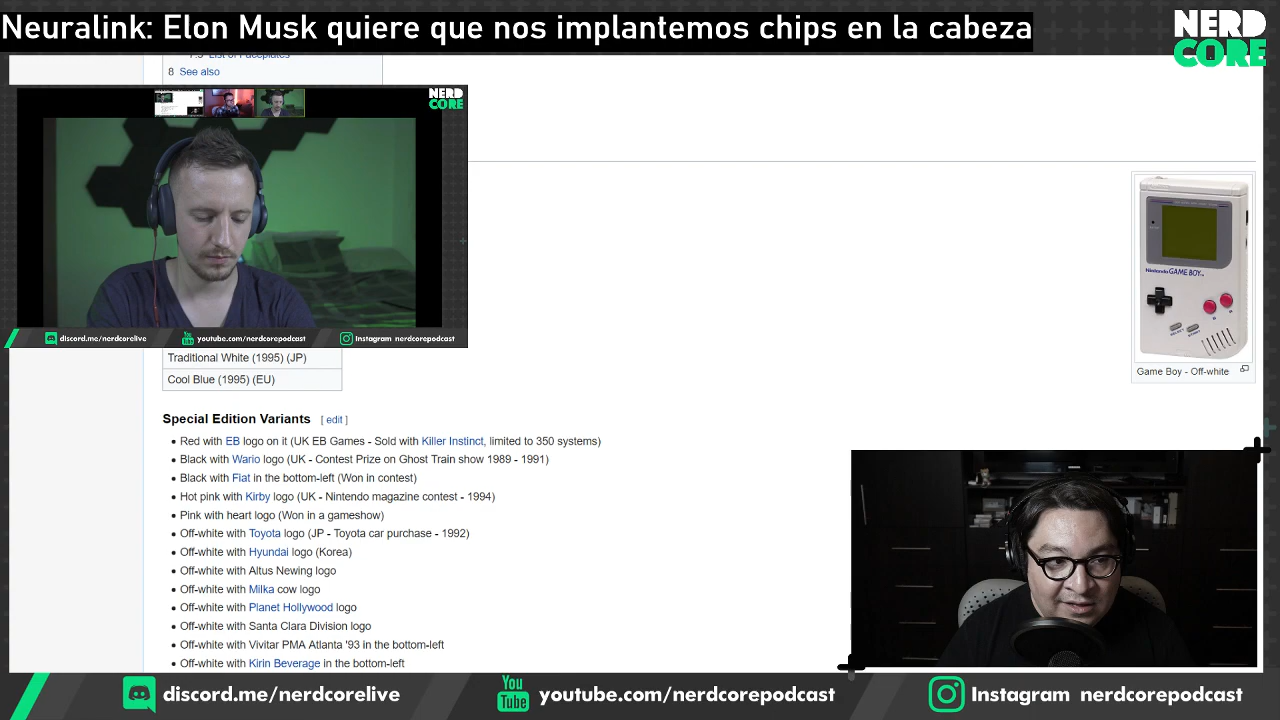 Neuralink: Elon Musk quiere que nos implantemos chips en la cabeza
NERD
CORE
7.5 List of Faceplates
8 See also
NERD
CORE
discord.me/nerdcorelive
You Tube
youtube.com/nerdcorepodcast
Instagram nerdcorepodcast
Nintendo GAME BOY
Game Boy - Off-white
Traditional White (1995) (JP)
Cool Blue (1995) (EU)
Special Edition Variants [ edit ]
Red with EB logo on it (UK EB Games - Sold with Killer Instinct, limited to 350 systems)
Black with Wario logo (UK - Contest Prize on Ghost Train show 1989 - 1991)
Black with Fiat in the bottom-left (Won in contest)
Hot pink with Kirby logo (UK - Nintendo magazine contest - 1994)
Pink with heart logo (Won in a gameshow)
Off-white with Toyota logo (JP - Toyota car purchase - 1992)
Off-white with Hyundai logo (Korea)
Off-white with Altus Newing logo
Off-white with Milka cow logo
Off-white with Planet Hollywood logo
Off-white with Santa Clara Division logo
Off-white with Vivitar PMA Atlanta '93 in the bottom-left
Off-white with Kirin Beverage in the bottom-left
discord.me/nerdcorelive
You Tube
youtube.com/nerdcorepodcast
Instagram nerdcorepodcast